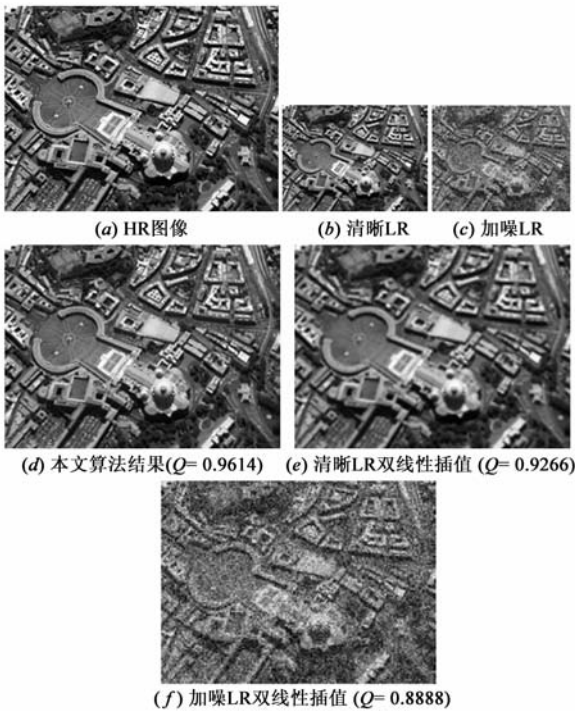 (a) HR图像
(b) 清晰LR
(c) 加噪LR
(d) 本文算法结果(Q= 0.9614)
(e) 清晰LR双线性插值 (Q= 0.9266)
(f) 加噪LR双线性插值 (Q= 0.8888)